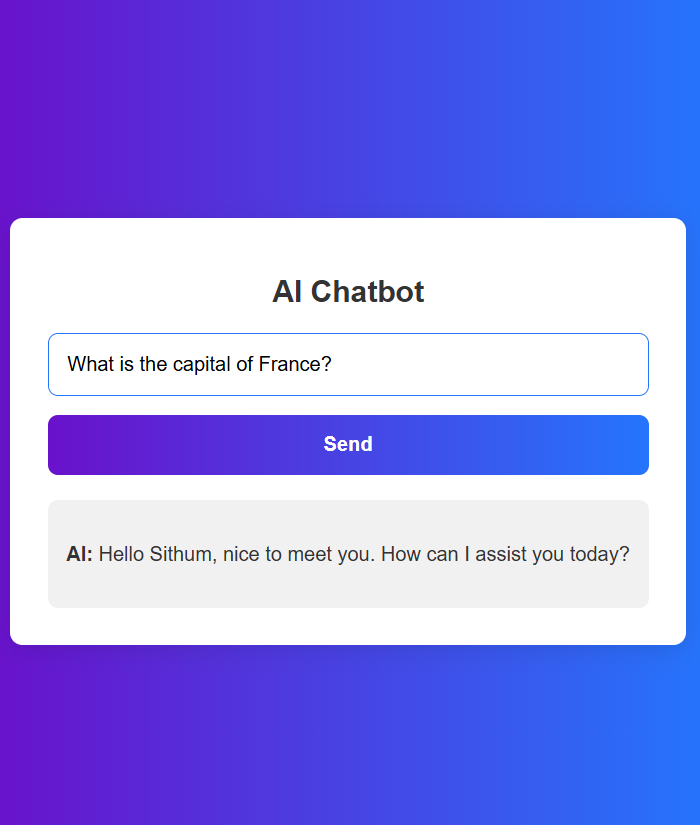 AI Chatbot
What is the capital of France?
Send
AI: Hello Sithum, nice to meet you. How can I assist you today?